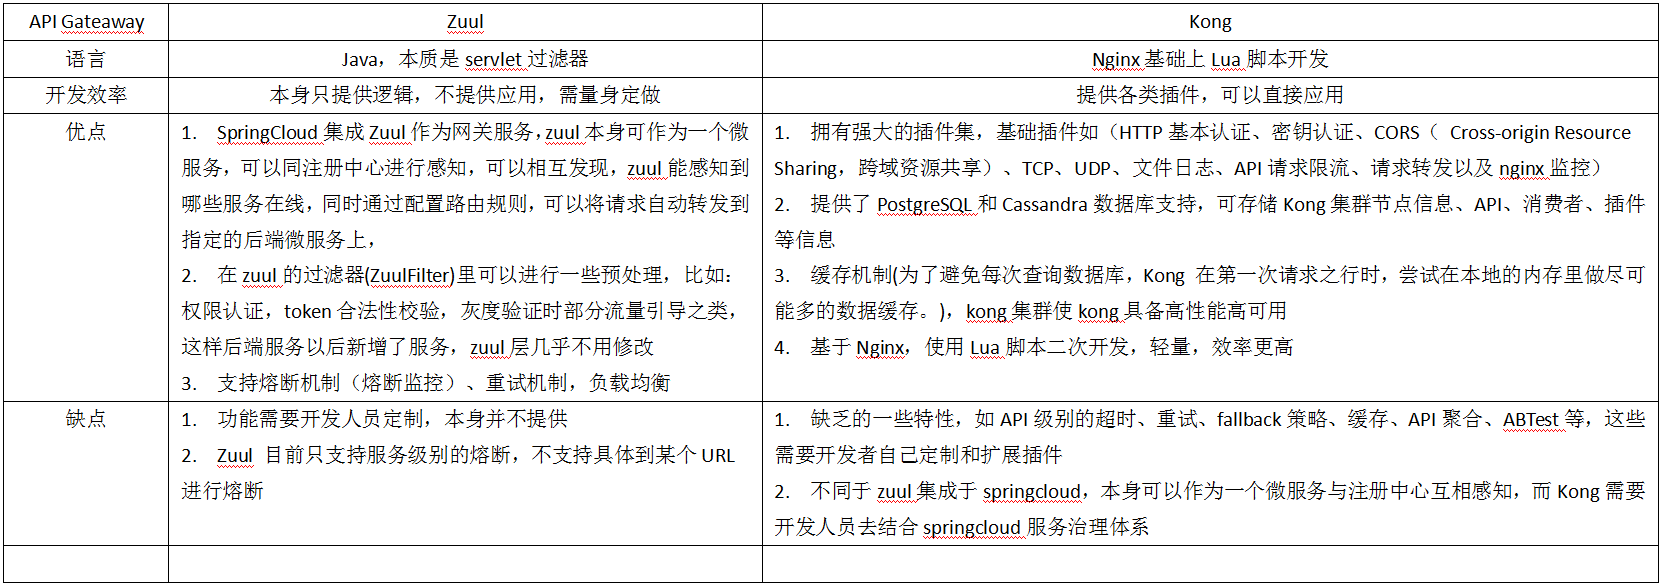 API Gateaway
Zuul
Kong
语言
Java，本质是 servlet 过滤器
Nginx 基础上 Lua 脚本开发
开发效率
本身只提供逻辑，不提供应用，需量身定做
提供各类插件，可以直接应用
优点
1. SpringCloud 集成 Zuul 作为网关服务，zuul 本身可作为一个微
服务，可以同注册中心进行感知，可以相互发现，zuul 能感知到
哪些服务在线，同时通过配置路由规则，可以将请求自动转发到
指定的后端微服务上，
2. 在 zuul 的过滤器(ZuulFilter)里可以进行一些预处理，比如：
权限认证，token 合法性校验，灰度验证时部分流量引导之类，
这样后端服务以后新增了服务，zuul 层几乎不用修改
3. 支持熔断机制（熔断监控）、重试机制，负载均衡
1. 拥有强大的插件集，基础插件如（HTTP 基本认证、密钥认证、CORS（ Cross-origin Resource
Sharing，跨域资源共享）、TCP、UDP、文件日志、API 请求限流、请求转发以及 nginx 监控）
2. 提供了 PostgreSQL 和 Cassandra 数据库支持，可存储 Kong 集群节点信息、API、消费者、插件
等信息
3. 缓存机制(为了避免每次查询数据库，Kong 在第一次请求之行时，尝试在本地的内存里做尽可
能多的数据缓存。)，kong 集群使 kong 具备高性能高可用
4. 基于 Nginx，使用 Lua 脚本二次开发，轻量，效率更高
缺点
1. 功能需要开发人员定制，本身并不提供
2. Zuul 目前只支持服务级别的熔断，不支持具体到某个 URL
进行熔断
1. 缺乏的一些特性，如 API 级别的超时、重试、fallback 策略、缓存、API 聚合、ABTest 等，这些
需要开发者自己定制和扩展插件
2. 不同于 zuul 集成于 springcloud，本身可以作为一个微服务与注册中心互相感知，而 Kong 需要
开发人员去结合 springcloud 服务治理体系